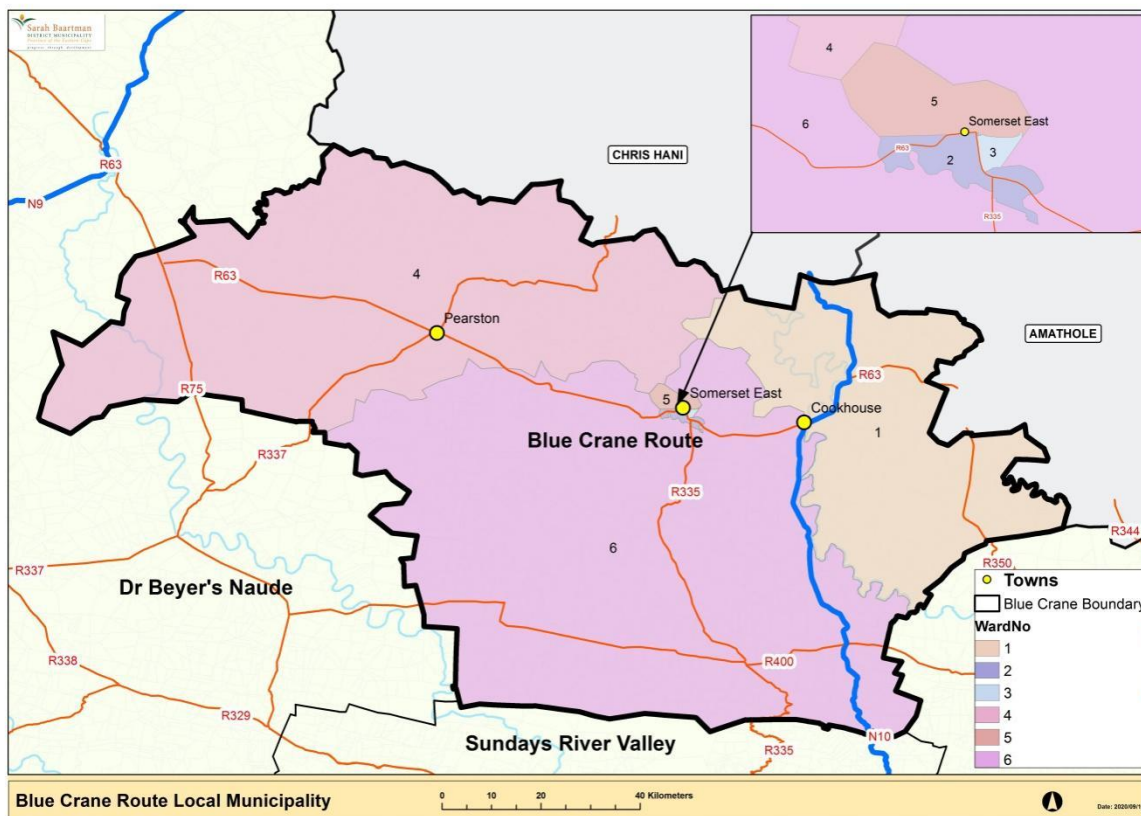 Sarah Baartman
DISTRICT MUNICIPALITY
progress through development
4
5
6
Somerset East
R63
2
3
R335
CHRIS HANI
R63
N9
4
R63
Pearston
AMATHOLE
R63
R75
5
Somerset East
Cookhouse
1
Blue Crane Route
R337
R335
R344
6
R337
R350
Dr Beyer's Naude
Towns
Blue Crane Boundary
WardNo
1
2
3
4
5
6
R338
R400
R329
Sundays River Valley
R335
N10
Blue Crane Route Local Municipality
0 10 20 40 Kilometers